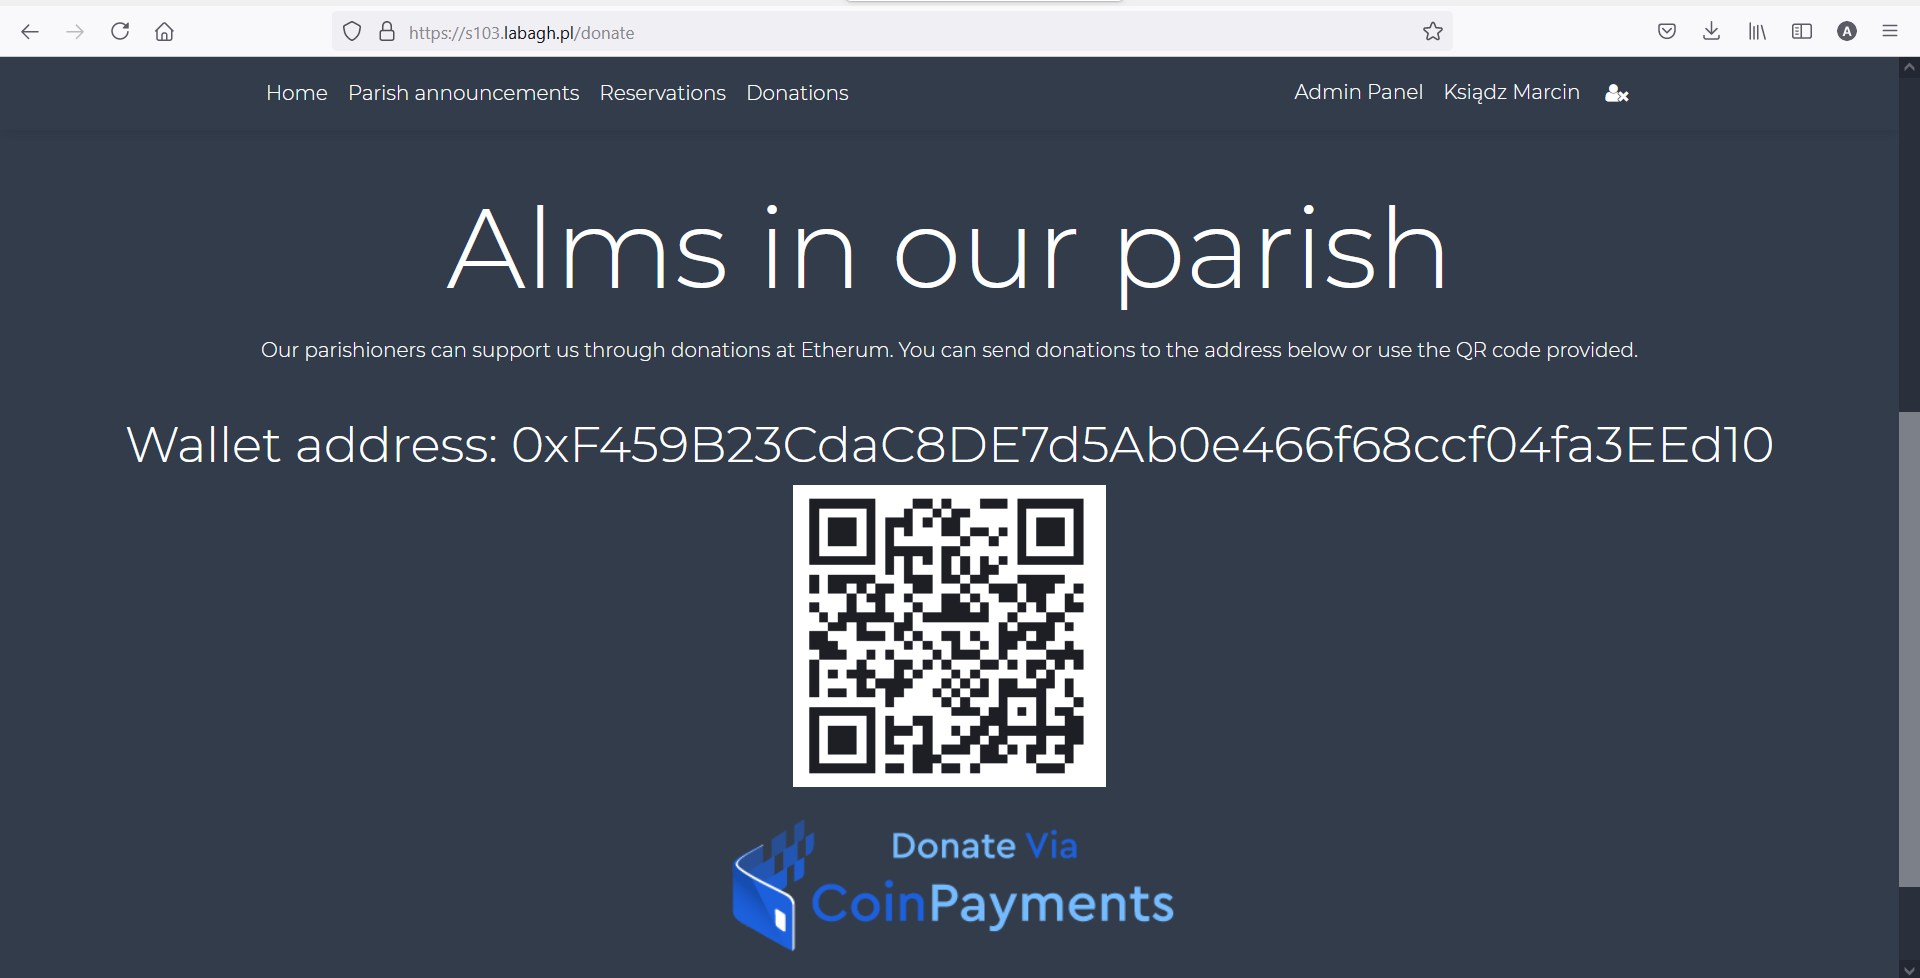 https://s103.labagh.pl/donate
A
Home Parish announcements Reservations Donations Admin Panel Ksiądz Marcin
Alms in our parish
Our parishioners can support us through donations at Etherum. You can send donations to the address below or use the QR code provided.
Wallet address: 0xF459B23CdaC8DE7d5Ab0e466f68ccf04fa3EEd10
Donate Via
CoinPayments